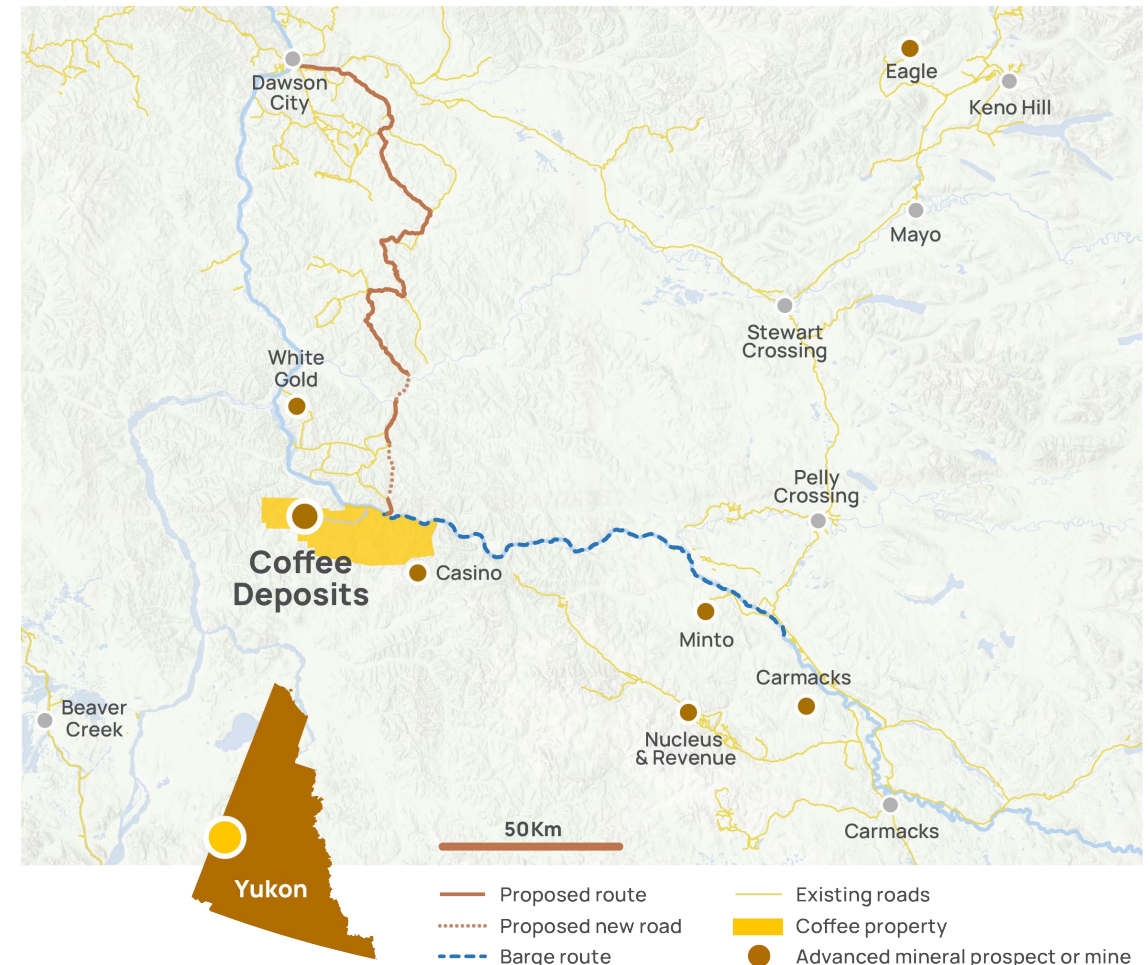 Eagle
Dawson
City
Keno Hill
Mayo
Stewart
Crossing
White
Gold
Pelly
Crossing
Coffee
Deposits
Casino
Minto
Carmacks
Beaver
Creek
Nucleus
& Revenue
50Km
Carmacks
Yukon
Proposed route
Proposed new road
Barge route
Existing roads
Coffee property
Advanced mineral prospect or mine